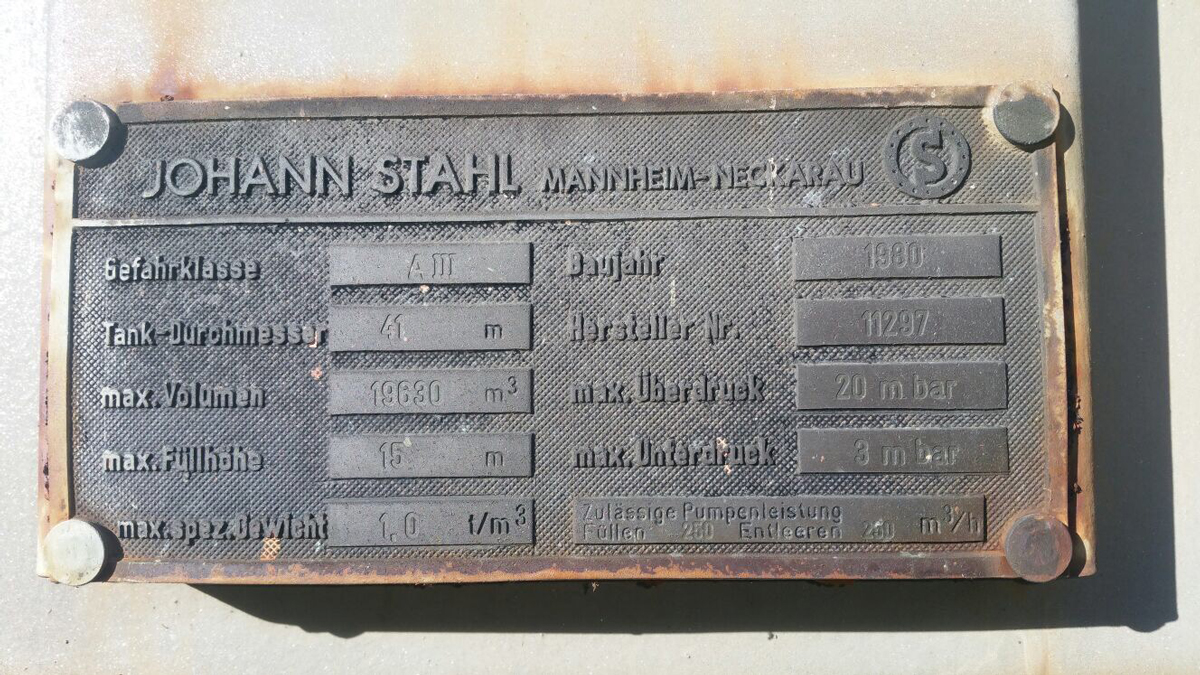 JOHANN STAHL MANNHEIM-NECKARAU S
Gefahrklasse A III
Tank-Durchmesser 41 m
max. Volumen 19630 m³
max. Füllhöhe 15 m
max. spez. Gewicht 1,0 t/m³
Baujahr 1980
Hersteller Nr. 11297
max. Überdruck 20 m bar
max. Unterdruck 3 m bar
Zulässige Pumpenleistung
Füllen 250 Entleeren 250 m³/h